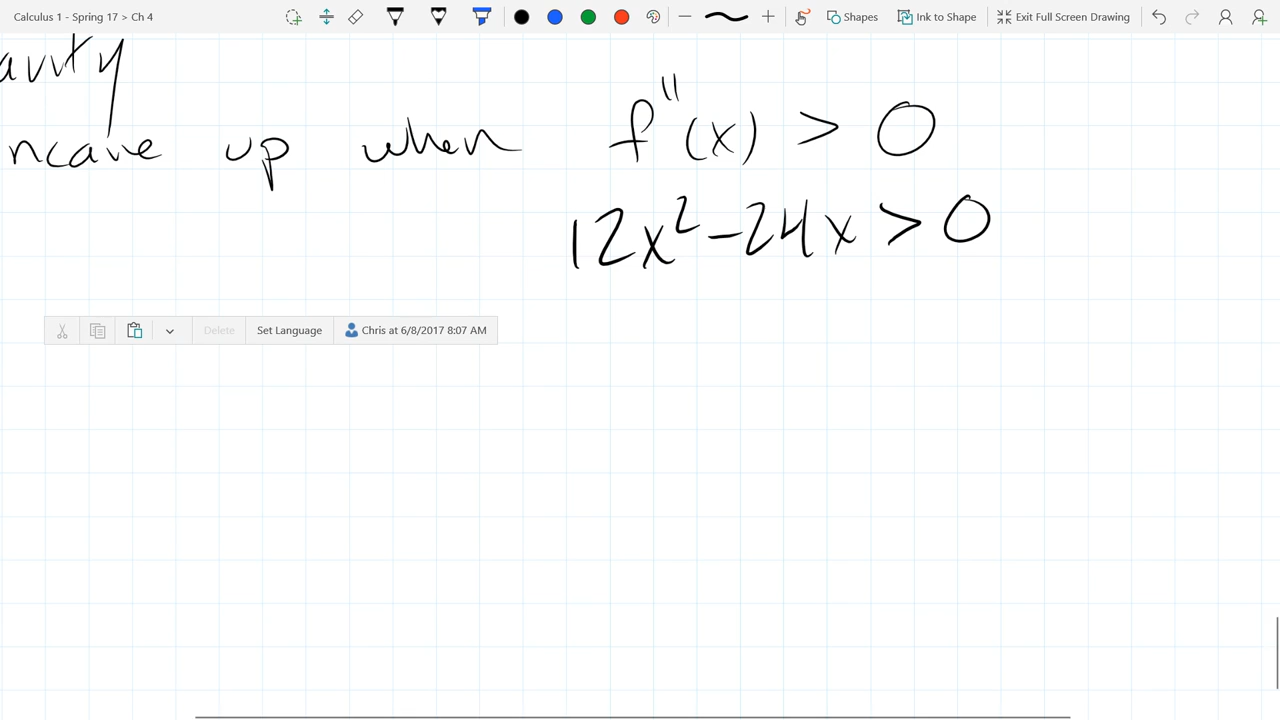 Calculus 1 - Spring 17 > Ch 4
Shapes
Ink to Shape
Exit Full Screen Drawing
avity
ncave up when f''(x) > 0
12x² - 24x > 0
Delete
Set Language
Chris at 6/8/2017 8:07 AM